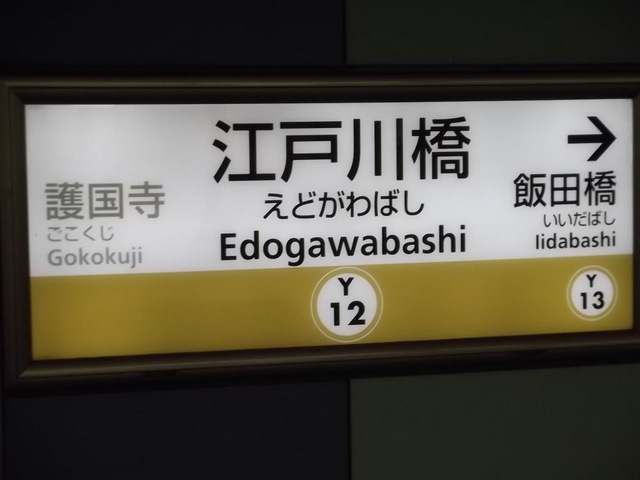 護国寺
ごこくじ
Gokokuji
江戸川橋
えどがわばし
Edogawabashi
Y
12
→
飯田橋
いいだばし
Iidabashi
Y
13